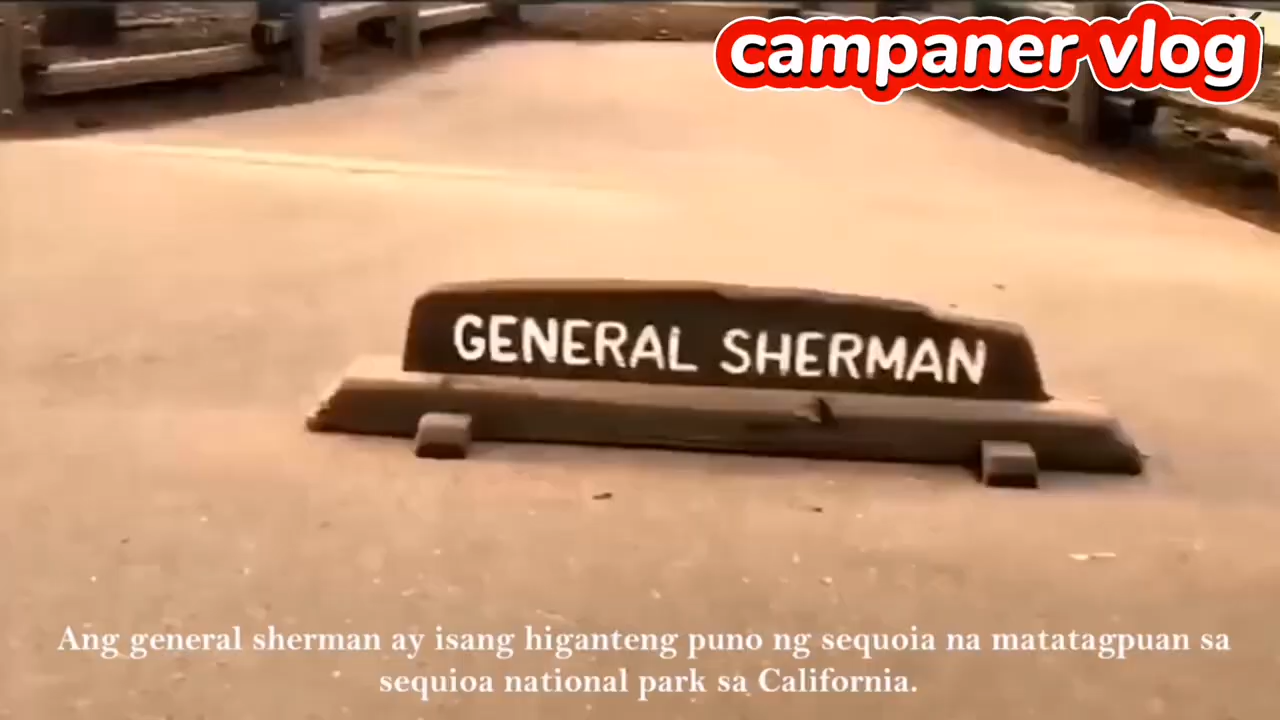 campaner vlog
GENERAL SHERMAN
Ang general sherman ay isang higanteng puno ng sequoia na matatagpuan sa
sequioa national park sa California.